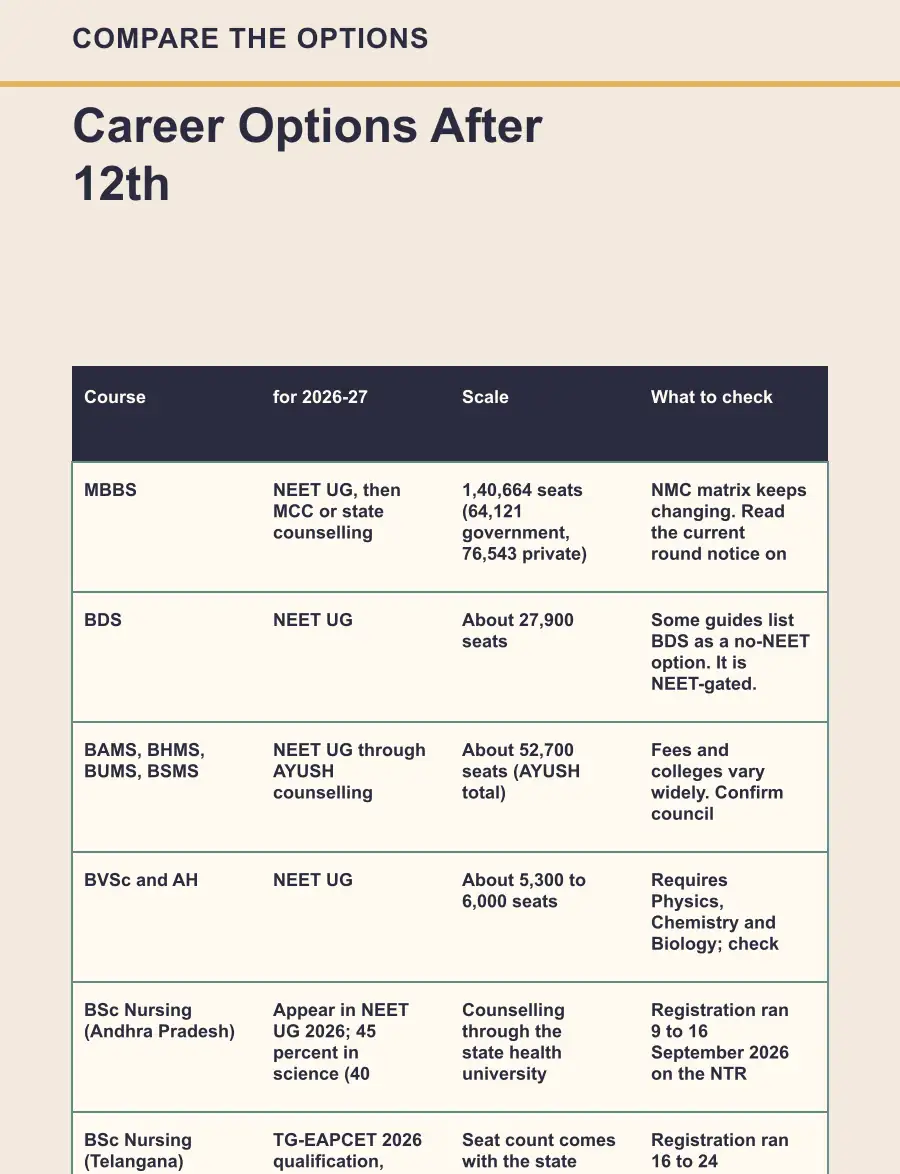 COMPARE THE OPTIONS
Career Options After
12th
Course
for 2026-27
Scale
What to check
MBBS
NEET UG, then
MCC or state
counselling
1,40,664 seats
(64,121
government,
76,543 private)
NMC matrix keeps
changing. Read
the current
round notice on
BDS
NEET UG
About 27,900
seats
Some guides list
BDS as a no-NEET
option. It is
NEET-gated.
BAMS, BHMS,
BUMS, BSMS
NEET UG through
AYUSH
counselling
About 52,700
seats (AYUSH
total)
Fees and
colleges vary
widely. Confirm
council
BVSc and AH
NEET UG
About 5,300 to
6,000 seats
Requires
Physics,
Chemistry and
Biology; check
BSc Nursing
(Andhra Pradesh)
Appear in NEET
UG 2026; 45
percent in
science (40
Counselling
through the
state health
university
Registration ran
9 to 16
September 2026
on the NTR
BSc Nursing
(Telangana)
TG-EAPCET 2026
qualification,
Seat count comes
with the state
Registration ran
16 to 24